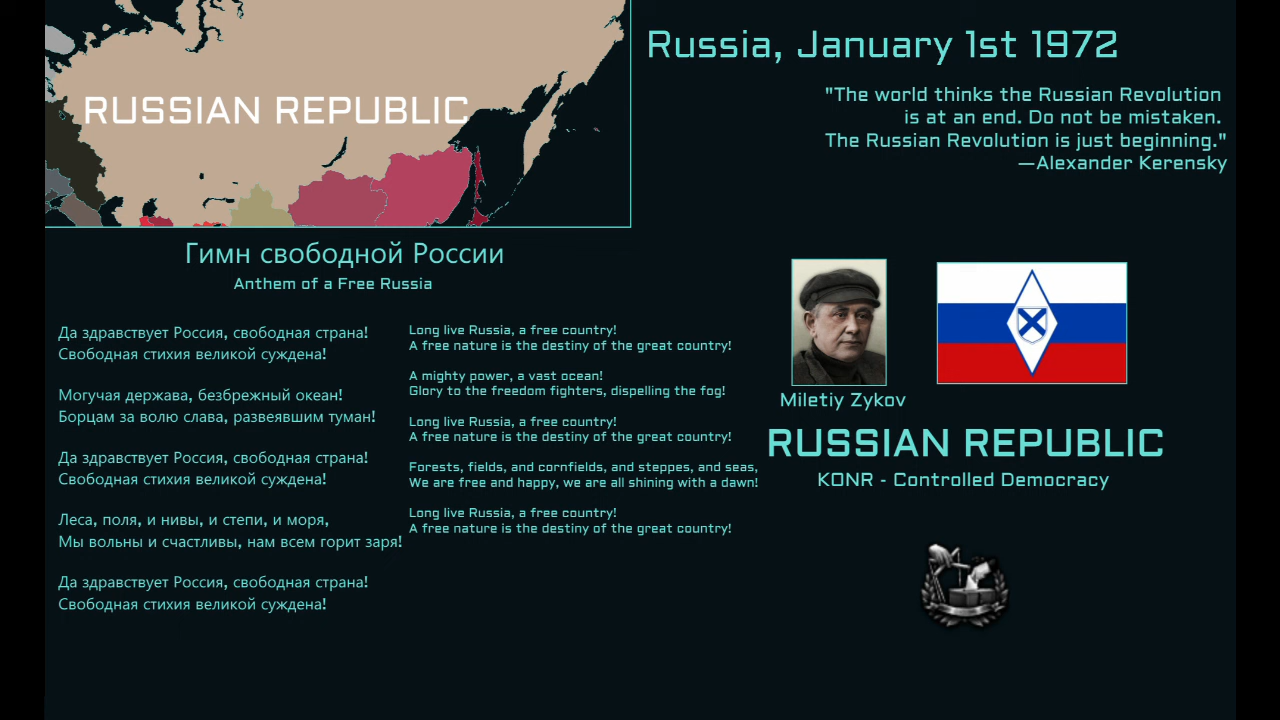 RUSSIAN REPUBLIC
Russia, January 1st 1972
"The world thinks the Russian Revolution
is at an end. Do not be mistaken.
The Russian Revolution is just beginning."
—Alexander Kerensky
Гимн свободной России
Anthem of a Free Russia
Да здравствует Россия, свободная страна!
Свободная стихия великой суждена!
Могучая держава, безбрежный океан!
Борцам за волю слава, развеявшим туман!
Да здравствует Россия, свободная страна!
Свободная стихия великой суждена!
Леса, поля, и нивы, и степи, и моря,
Мы вольны и счастливы, нам всем горит заря!
Да здравствует Россия, свободная страна!
Свободная стихия великой суждена!
Long live Russia, a free country!
A free nature is the destiny of the great country!
A mighty power, a vast ocean!
Glory to the freedom fighters, dispelling the fog!
Long live Russia, a free country!
A free nature is the destiny of the great country!
Forests, fields, and cornfields, and steppes, and seas,
We are free and happy, we are all shining with a dawn!
Long live Russia, a free country!
A free nature is the destiny of the great country!
Miletiy Zykov
RUSSIAN REPUBLIC
KONR - Controlled Democracy